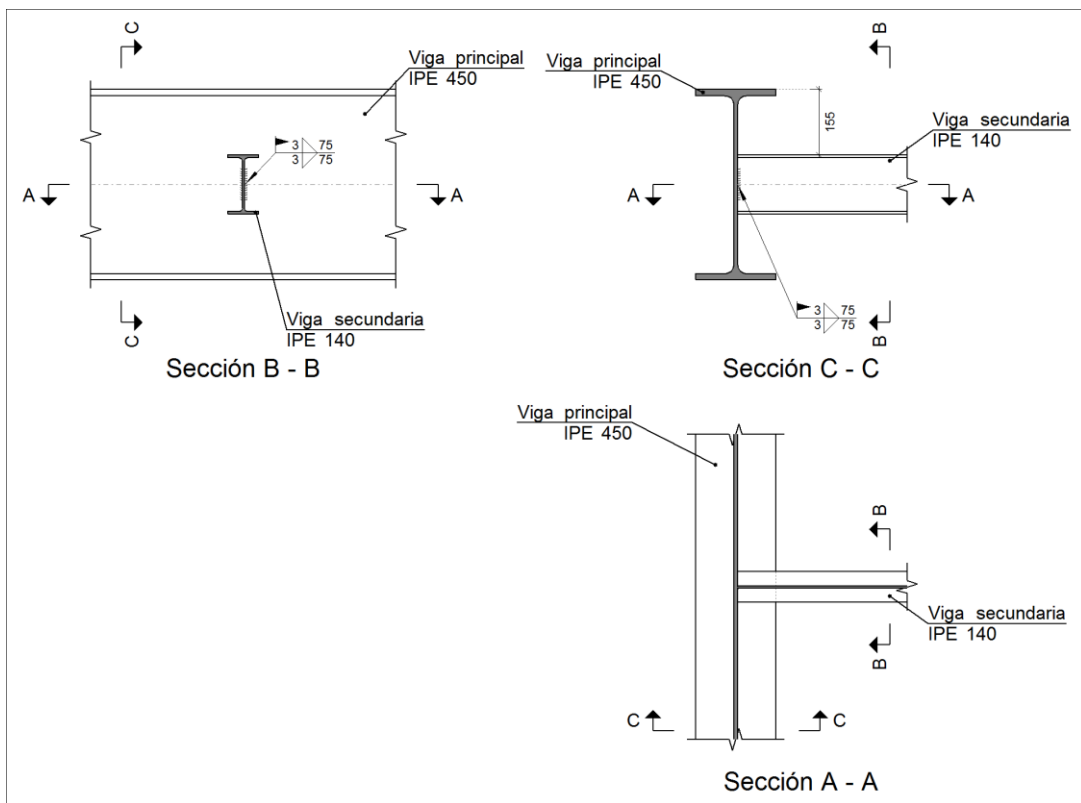 C
C
Viga principal
IPE 450
3 75
3 75
A
A
C
C
Viga secundaria
IPE 140
Sección B - B
B
Viga principal
IPE 450
155
Viga secundaria
IPE 140
A
A
3 75
3 75
B
Sección C - C
Viga principal
IPE 450
B
Viga secundaria
IPE 140
B
C
C
Sección A - A